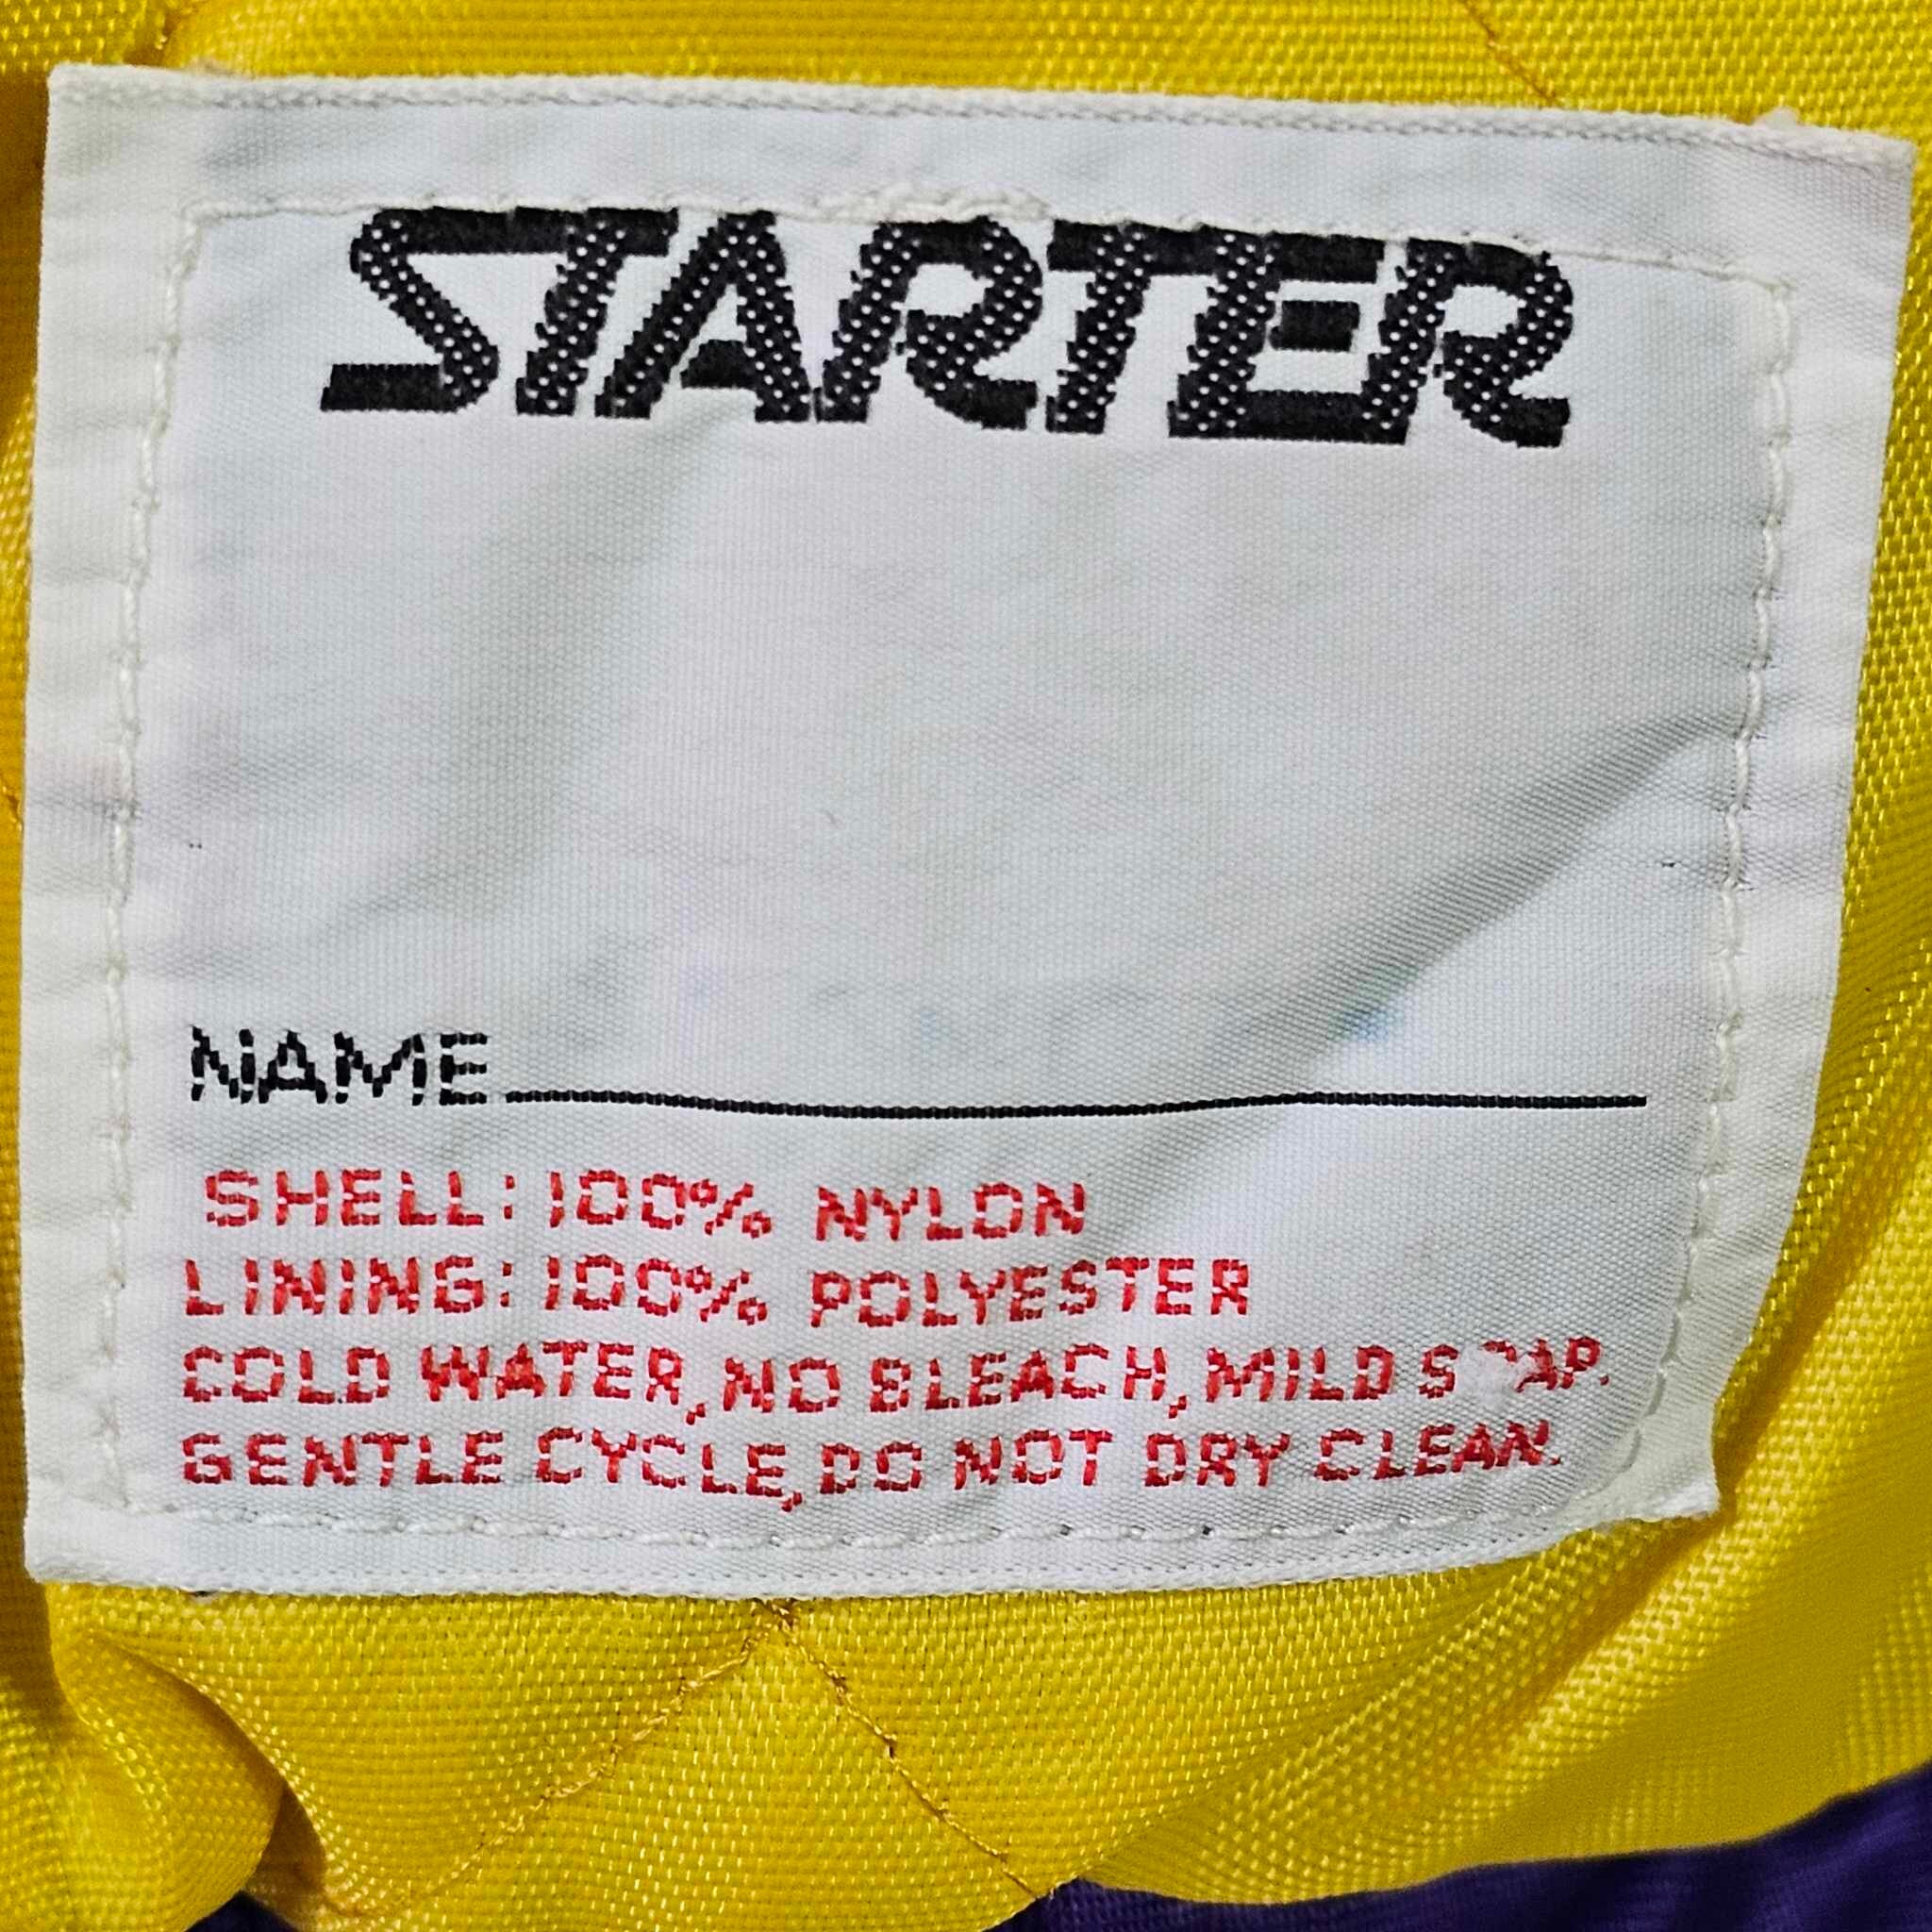 STARTER
NAME
SHELL: 100% NYLON
LINING: 100% POLYESTER
COLD WATER, NO BLEACH, MILD SOAP.
GENTLE CYCLE, DO NOT DRY CLEAN.